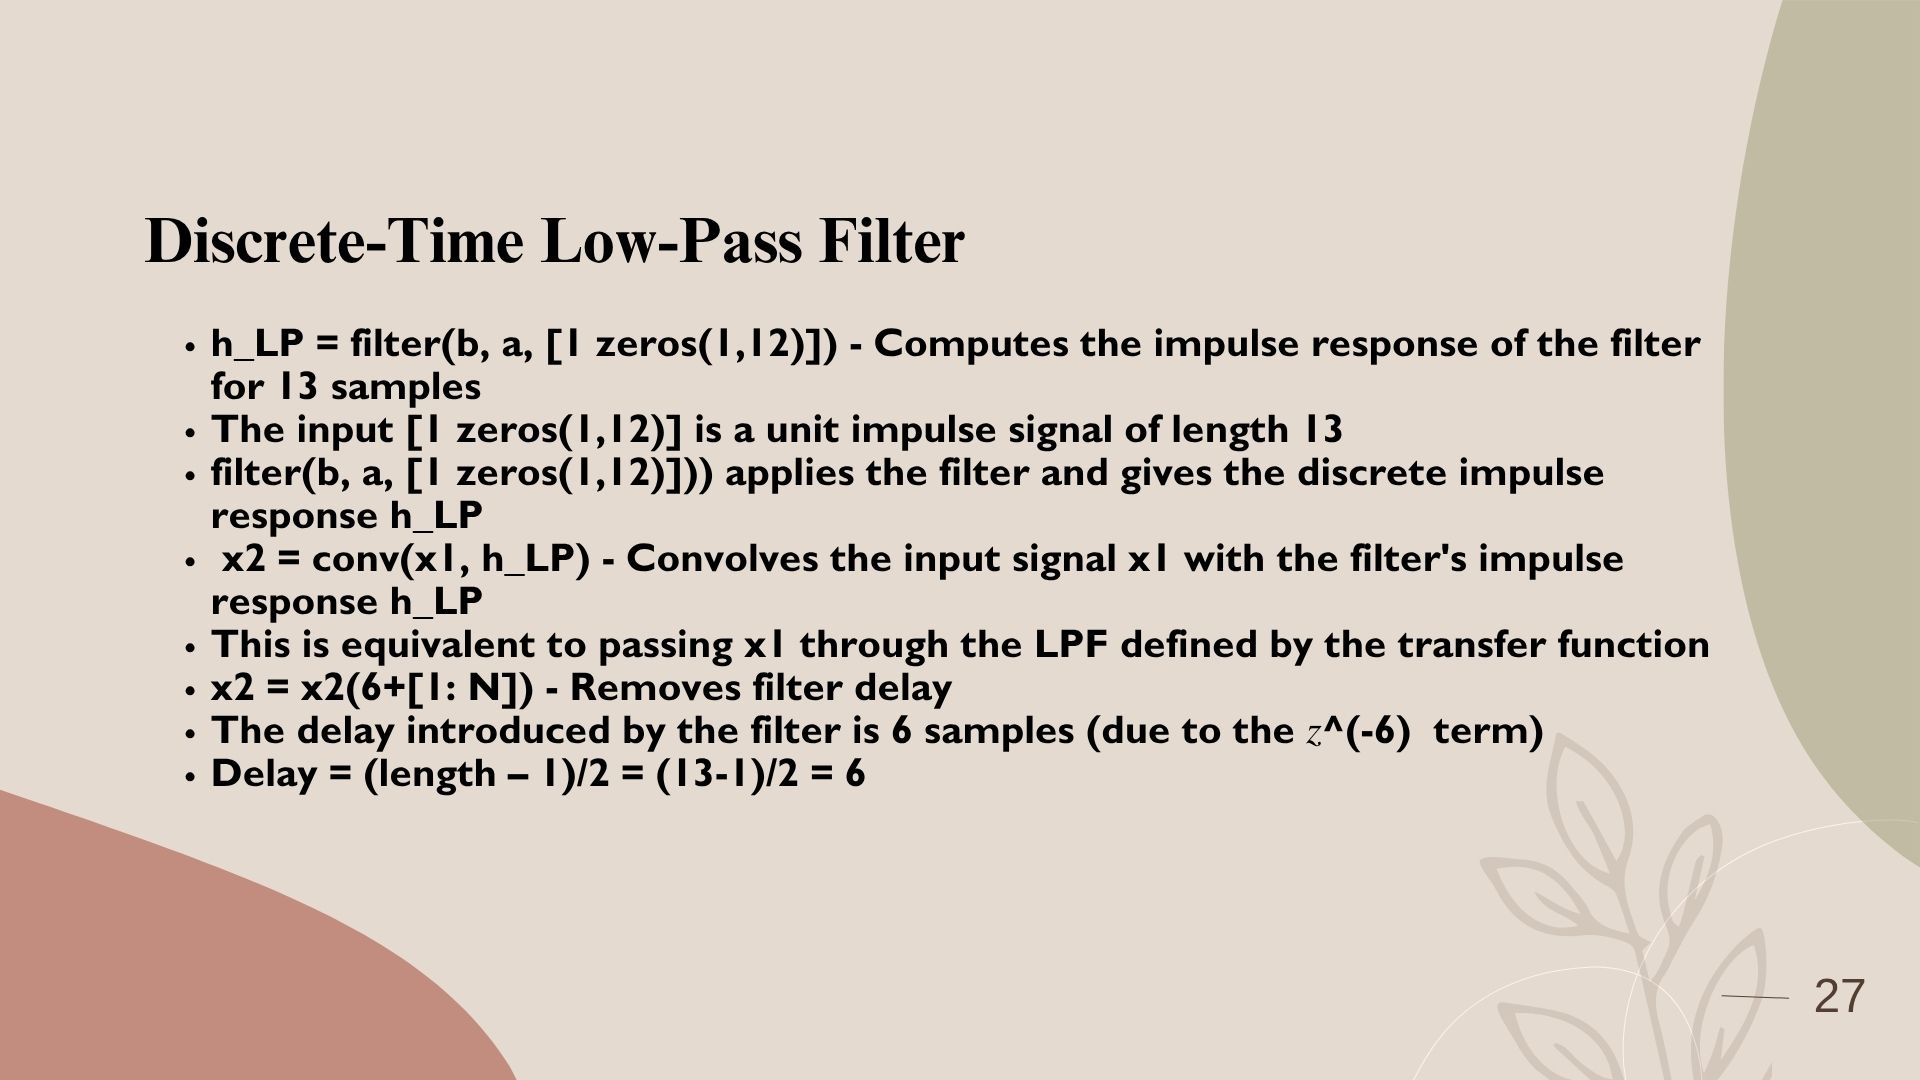 Discrete-Time Low-Pass Filter
• h_LP = filter(b, a, [1 zeros(1,12)]) - Computes the impulse response of the filter
for 13 samples
• The input [1 zeros(1,12)] is a unit impulse signal of length 13
• filter(b, a, [1 zeros(1,12)])) applies the filter and gives the discrete impulse
response h_LP
• x2 = conv(x1, h_LP) - Convolves the input signal x1 with the filter's impulse
response h_LP
• This is equivalent to passing x1 through the LPF defined by the transfer function
• x2 = x2(6+[1: N]) - Removes filter delay
• The delay introduced by the filter is 6 samples (due to the 𝑧^(-6) term)
• Delay = (length – 1)/2 = (13-1)/2 = 6
27